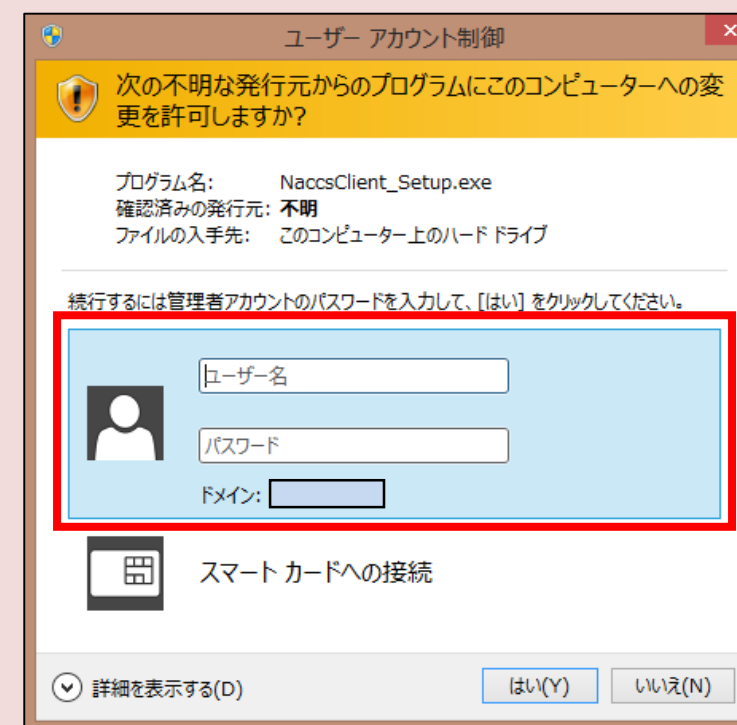 ユーザー アカウント制御
次の不明な発行元からのプログラムにこのコンピューターへの変
更を許可しますか?
プログラム名: NaccsClient_Setup.exe
確認済みの発行元: 不明
ファイルの入手先: このコンピューター上のハード ドライブ
続行するには管理者アカウントのパスワードを入力して、[はい] をクリックしてください。
ユーザー名
パスワード
ドメイン:
スマート カードへの接続
詳細を表示する(D)
はい(Y)
いいえ(N)